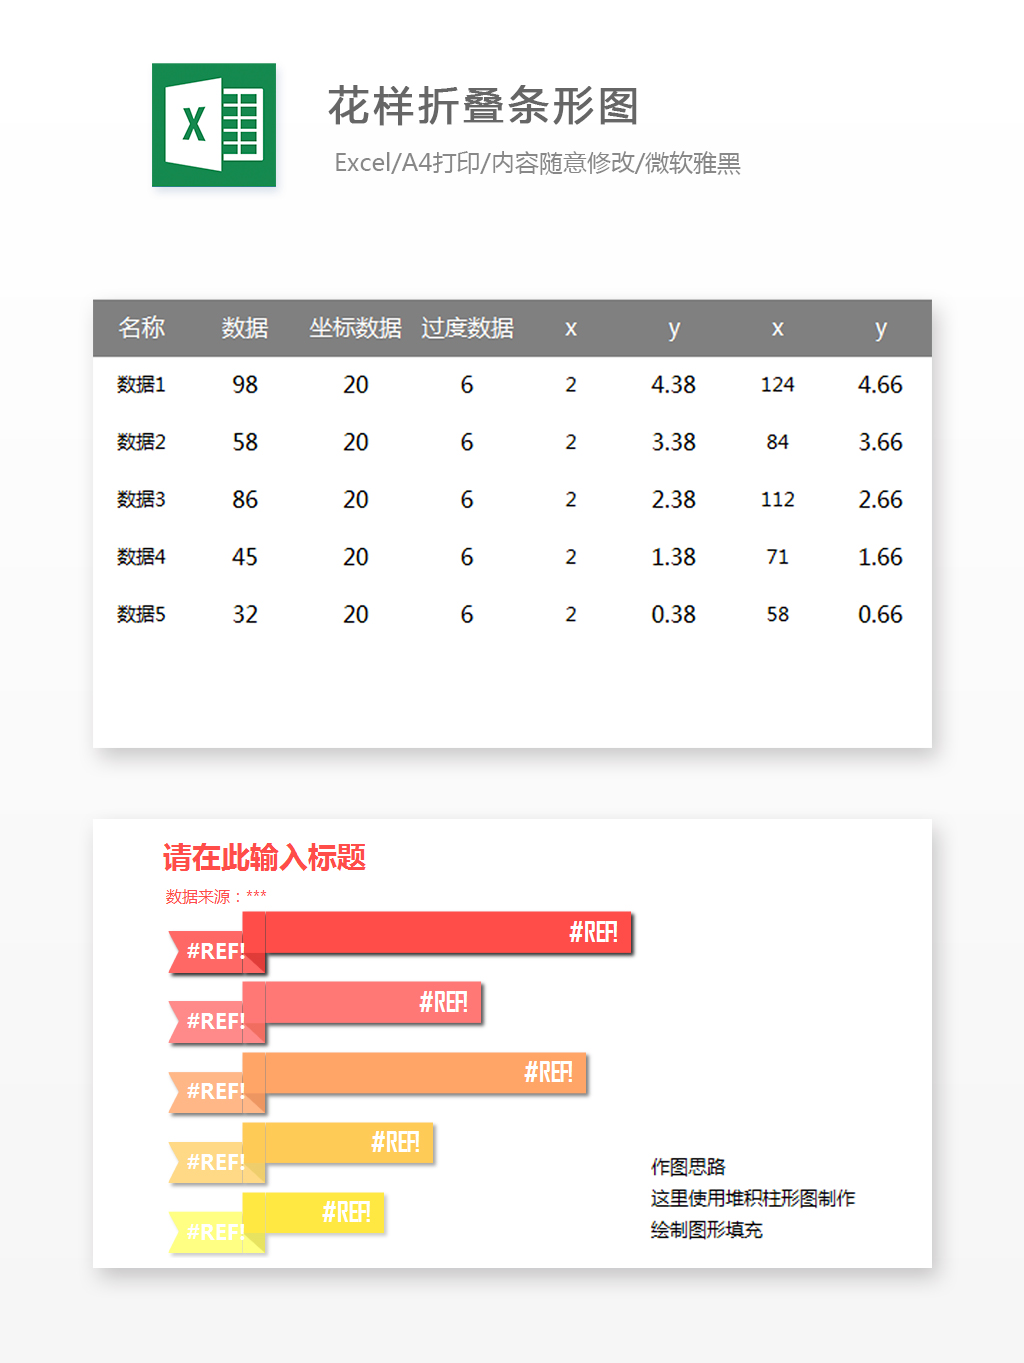 X
花样折叠条形图
Excel/A4打印/内容随意修改/微软雅黑
名称 数据 坐标数据 过度数据 x y x y
数据1 98 20 6 2 4.38 124 4.66
数据2 58 20 6 2 3.38 84 3.66
数据3 86 20 6 2 2.38 112 2.66
数据4 45 20 6 2 1.38 71 1.66
数据5 32 20 6 2 0.38 58 0.66
请在此输入标题
数据来源：***
#REF!
#REF!
#REF!
#REF!
#REF!
#REF!
#REF!
#REF!
#REF!
#REF!
作图思路
这里使用堆积柱形图制作
绘制图形填充